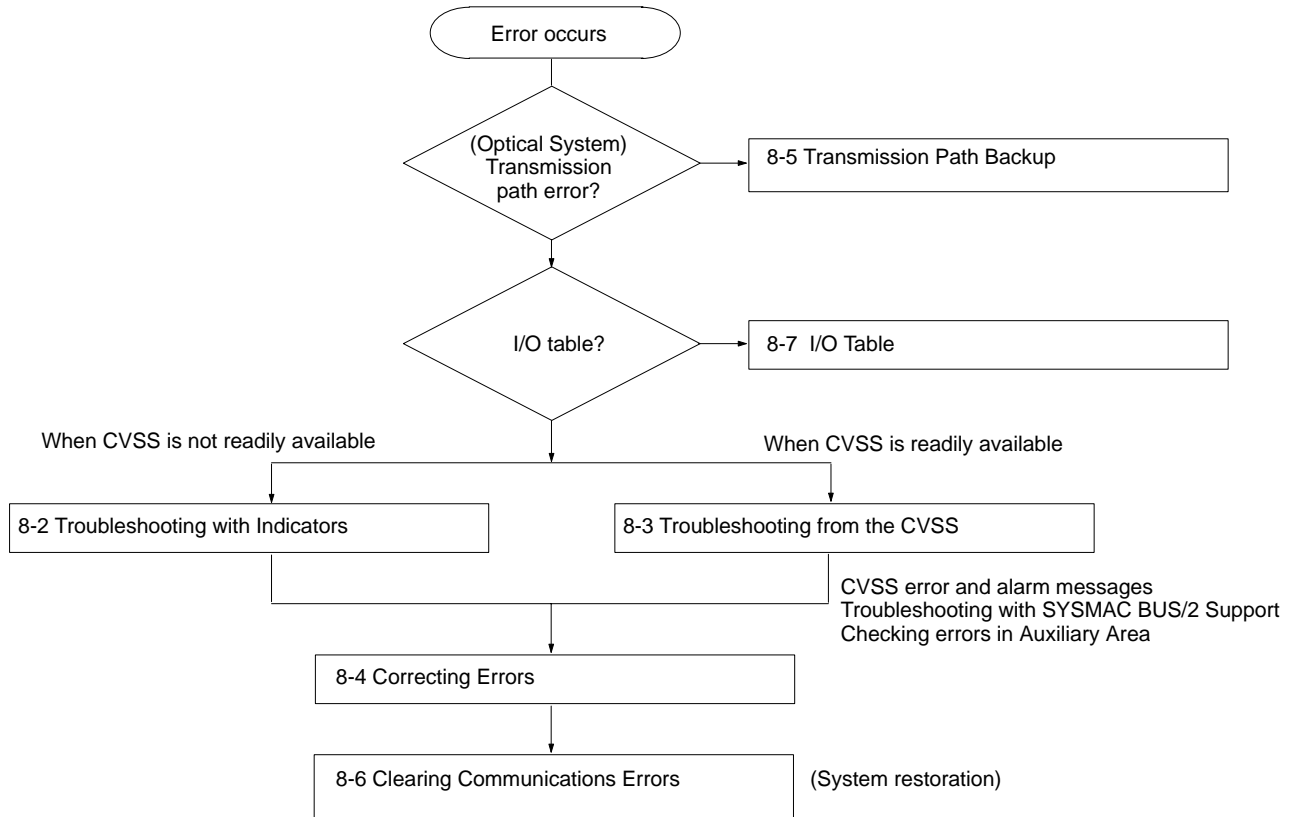 Error occurs
(Optical System)
Transmission
path error?
8-5 Transmission Path Backup
I/O table?
8-7 I/O Table
When CVSS is not readily available
When CVSS is readily available
8-2 Troubleshooting with Indicators
8-3 Troubleshooting from the CVSS
CVSS error and alarm messages
Troubleshooting with SYSMAC BUS/2 Support
Checking errors in Auxiliary Area
8-4 Correcting Errors
8-6 Clearing Communications Errors
(System restoration)